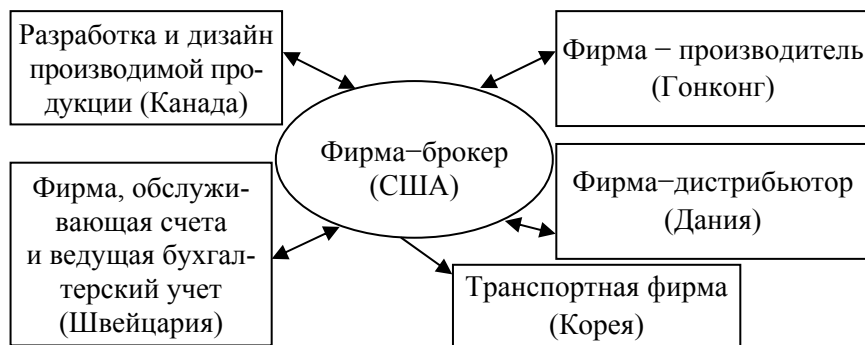 Разработка и дизайн
производимой про-
дукции (Канада)
Фирма − производитель
(Гонконг)
Фирма−брокер
(США)
Фирма, обслужи-
вающая счета
и ведущая бухгал-
терский учет
(Швейцария)
Фирма−дистрибьютор
(Дания)
Транспортная фирма
(Корея)